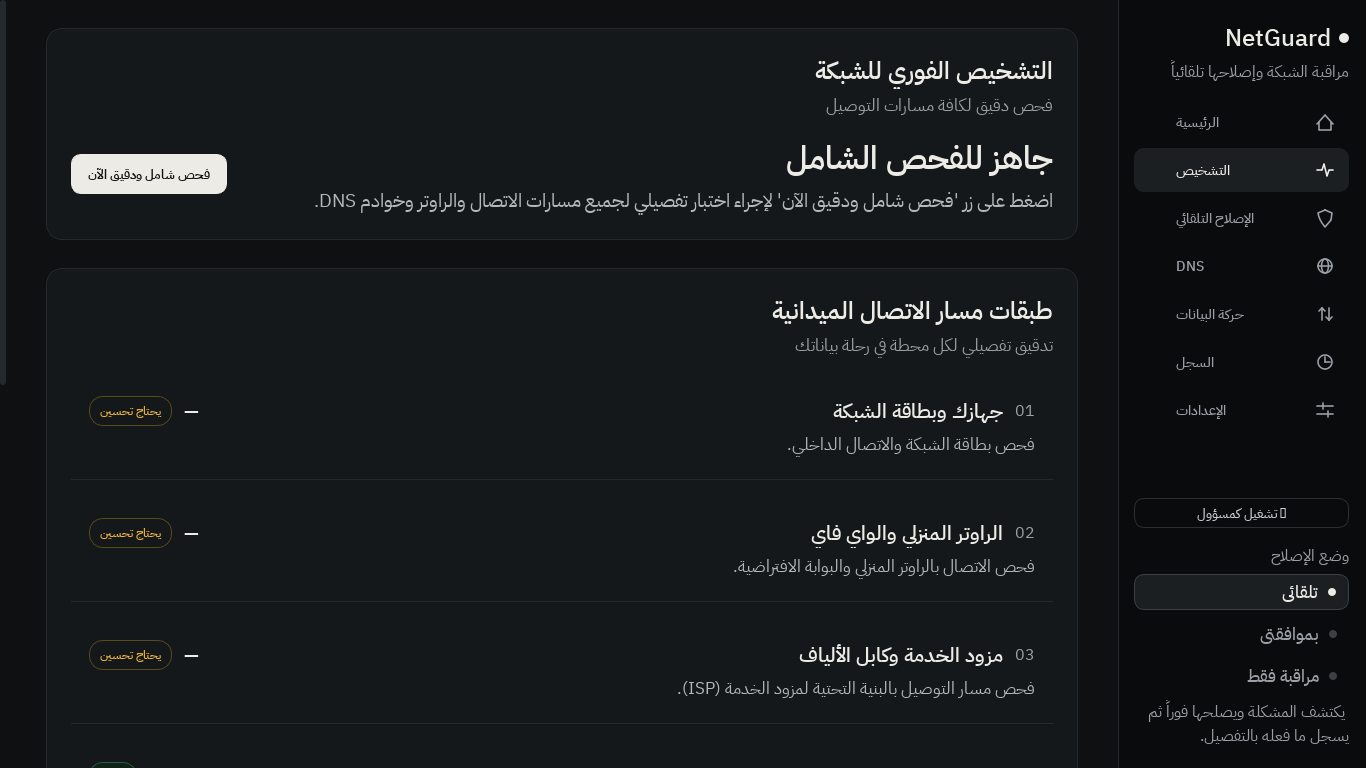 NetGuard
مراقبة الشبكة وإصلاحها تلقائياً
الرئيسية
التشخيص
الإصلاح التلقائي
DNS
حركة البيانات
السجل
الإعدادات
تشغيل كمسؤول
وضع الإصلاح
تلقائى
بموافقتى
مراقبة فقط
يكتشف المشكلة ويصلحها فوراً ثم
يسجل ما فعله بالتفصيل.
التشخيص الفوري للشبكة
فحص دقيق لكافة مسارات التوصيل
جاهز للفحص الشامل
اضغط على زر 'فحص شامل ودقيق الآن' لإجراء اختبار تفصيلي لجميع مسارات الاتصال والراوتر وخوادم DNS.
فحص شامل ودقيق الآن
طبقات مسار الاتصال الميدانية
تدقيق تفصيلي لكل محطة في رحلة بياناتك
01 جهازك وبطاقة الشبكة — يحتاج تحسين
فحص بطاقة الشبكة والاتصال الداخلي.
02 الراوتر المنزلي والواي فاي — يحتاج تحسين
فحص الاتصال بالراوتر المنزلي والبوابة الافتراضية.
03 مزود الخدمة وكابل الألياف — يحتاج تحسين
فحص مسار التوصيل بالبنية التحتية لمزود الخدمة (ISP).